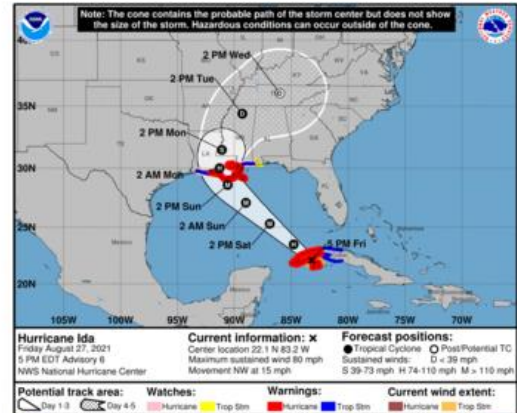 Note: The cone contains the probable path of the storm center but does not show
the size of the storm. Hazardous conditions can occur outside of the cone.
2 PM Wed
2 PM Tue
35N
2 PM Mon
30N
2 AM Mon
2 PM Sun
2 AM Sun
25N
2 PM Sat
5 PM Fri
Mexico
20N
105W 100W 95W 90W 85W 80W 75W 70W
Hurricane Ida
Friday August 27, 2021
5 PM EDT Advisory 6
NWS National Hurricane Center
Current information: x
Center location 22.1 N 83.2 W
Maximum sustained wind 80 mph
Movement NW at 15 mph
Forecast positions:
Tropical Cyclone Post/Potential TC
Sustained winds: D < 39 mph
S 39-73 mph H 74-110 mph M > 110 mph
Potential track area:
Day 1-3 Day 4-5
Watches:
Hurricane Trop Stm
Warnings:
Hurricane Trop Stm
Current wind extent:
Hurricane Trop Stm